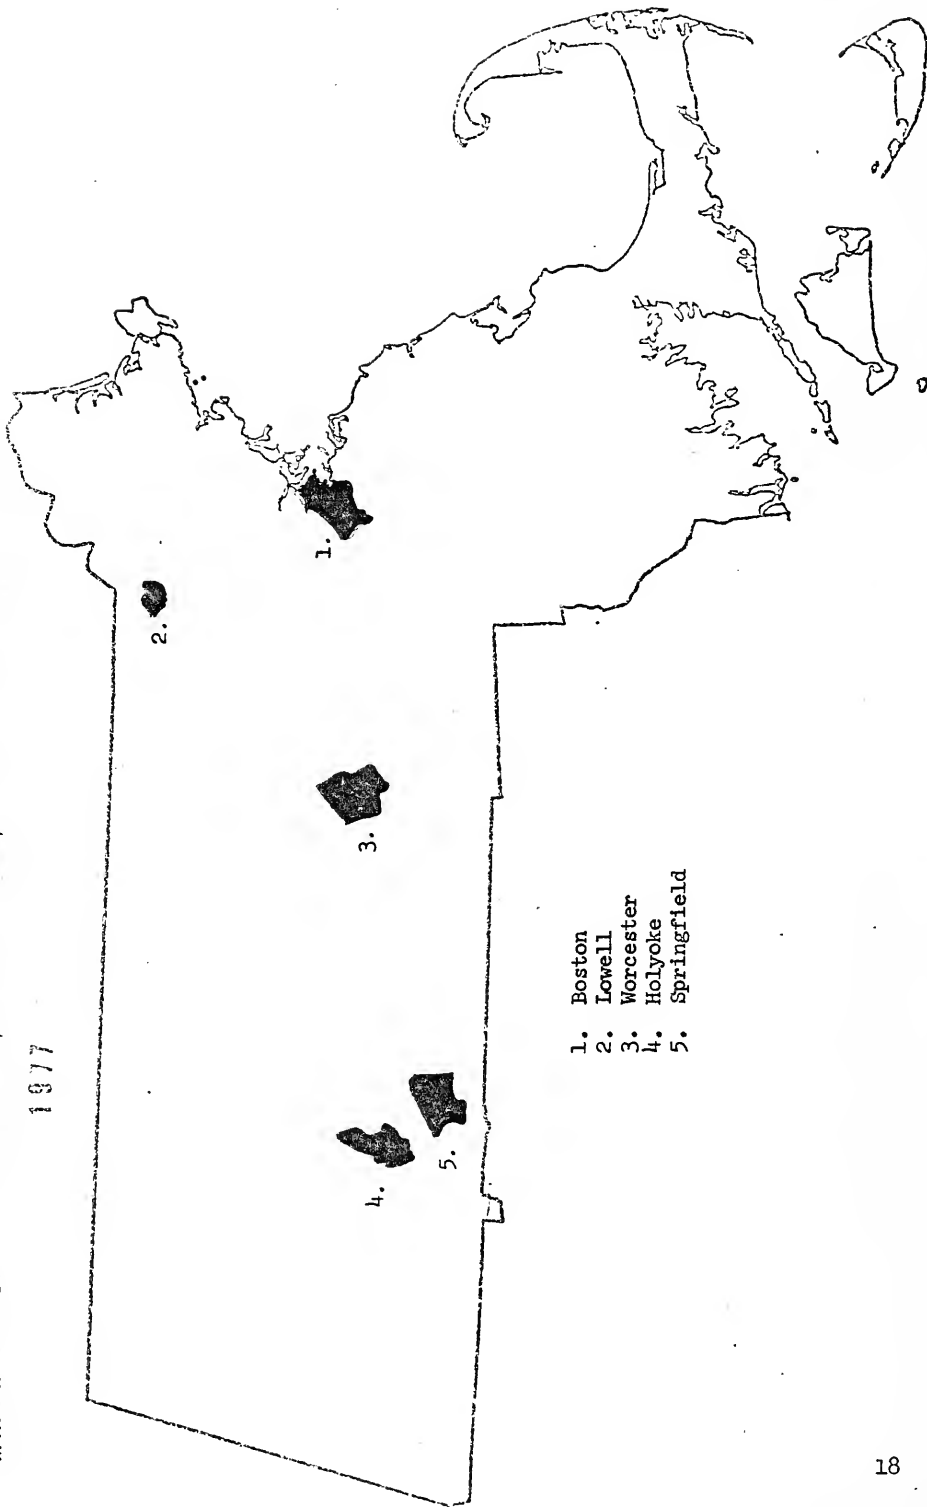 1977
1.
2.
3.
4.
5.
1. Boston
2. Lowell
3. Worcester
4. Holyoke
5. Springfield
18